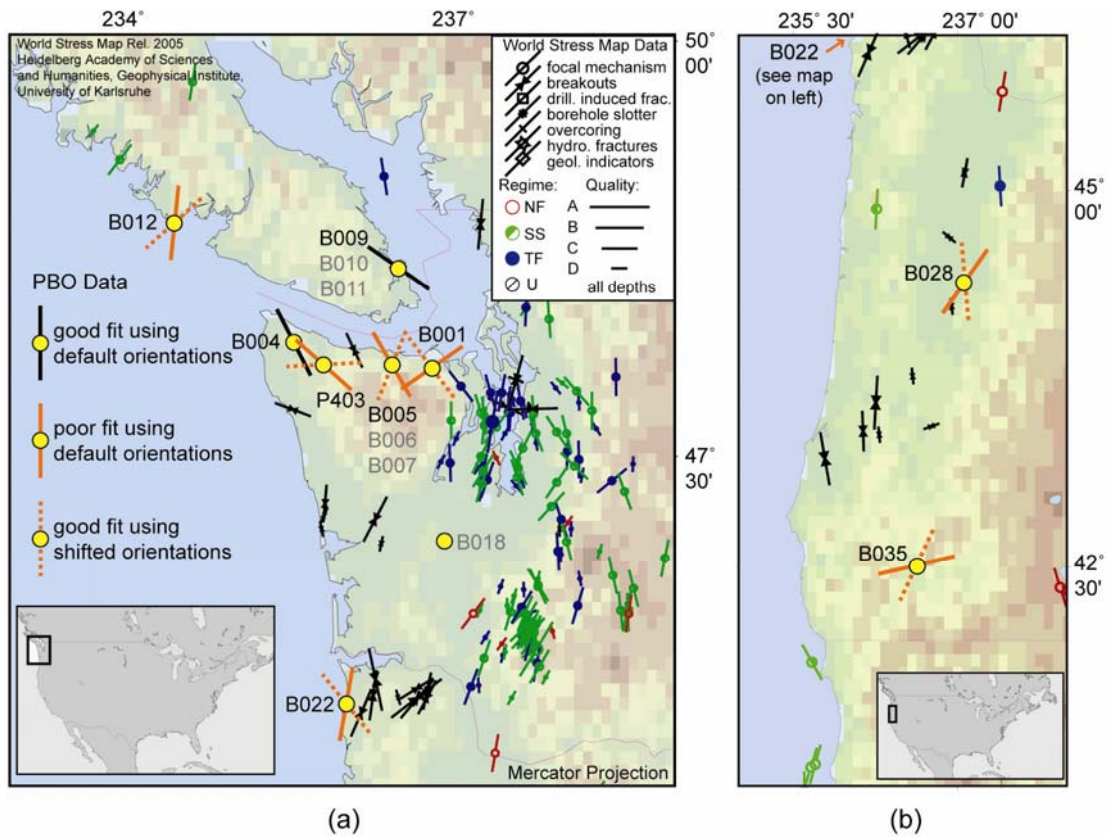 234°
237°
World Stress Map Rel. 2005
Heidelberg Academy of Sciences
and Humanities, Geophysical Institute,
University of Karlsruhe
World Stress Map Data
focal mechanism
breakouts
drill. induced frac.
borehole slotter
overcoring
hydro. fractures
geol. indicators
Regime:
Quality:
NF
SS
TF
U
A
B
C
D
all depths
50°
00'
B012
B009
B010
B011
PBO Data
good fit using
default orientations
poor fit using
default orientations
good fit using
shifted orientations
B004
P403
B001
B005
B006
B007
47°
30'
B018
B022
Mercator Projection
(a)
235° 30'
237° 00'
B022
(see map
on left)
45°
00'
B028
B035
42°
30'
(b)